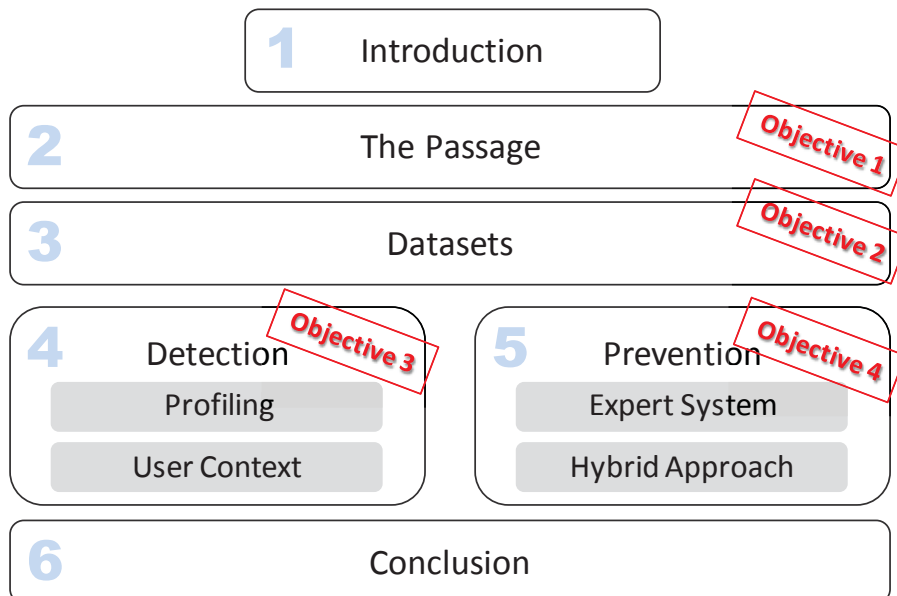 1 Introduction
2 The Passage Objective 1
3 Datasets Objective 2
4 Detection Objective 3
Profiling
User Context
5 Prevention Objective 4
Expert System
Hybrid Approach
6 Conclusion